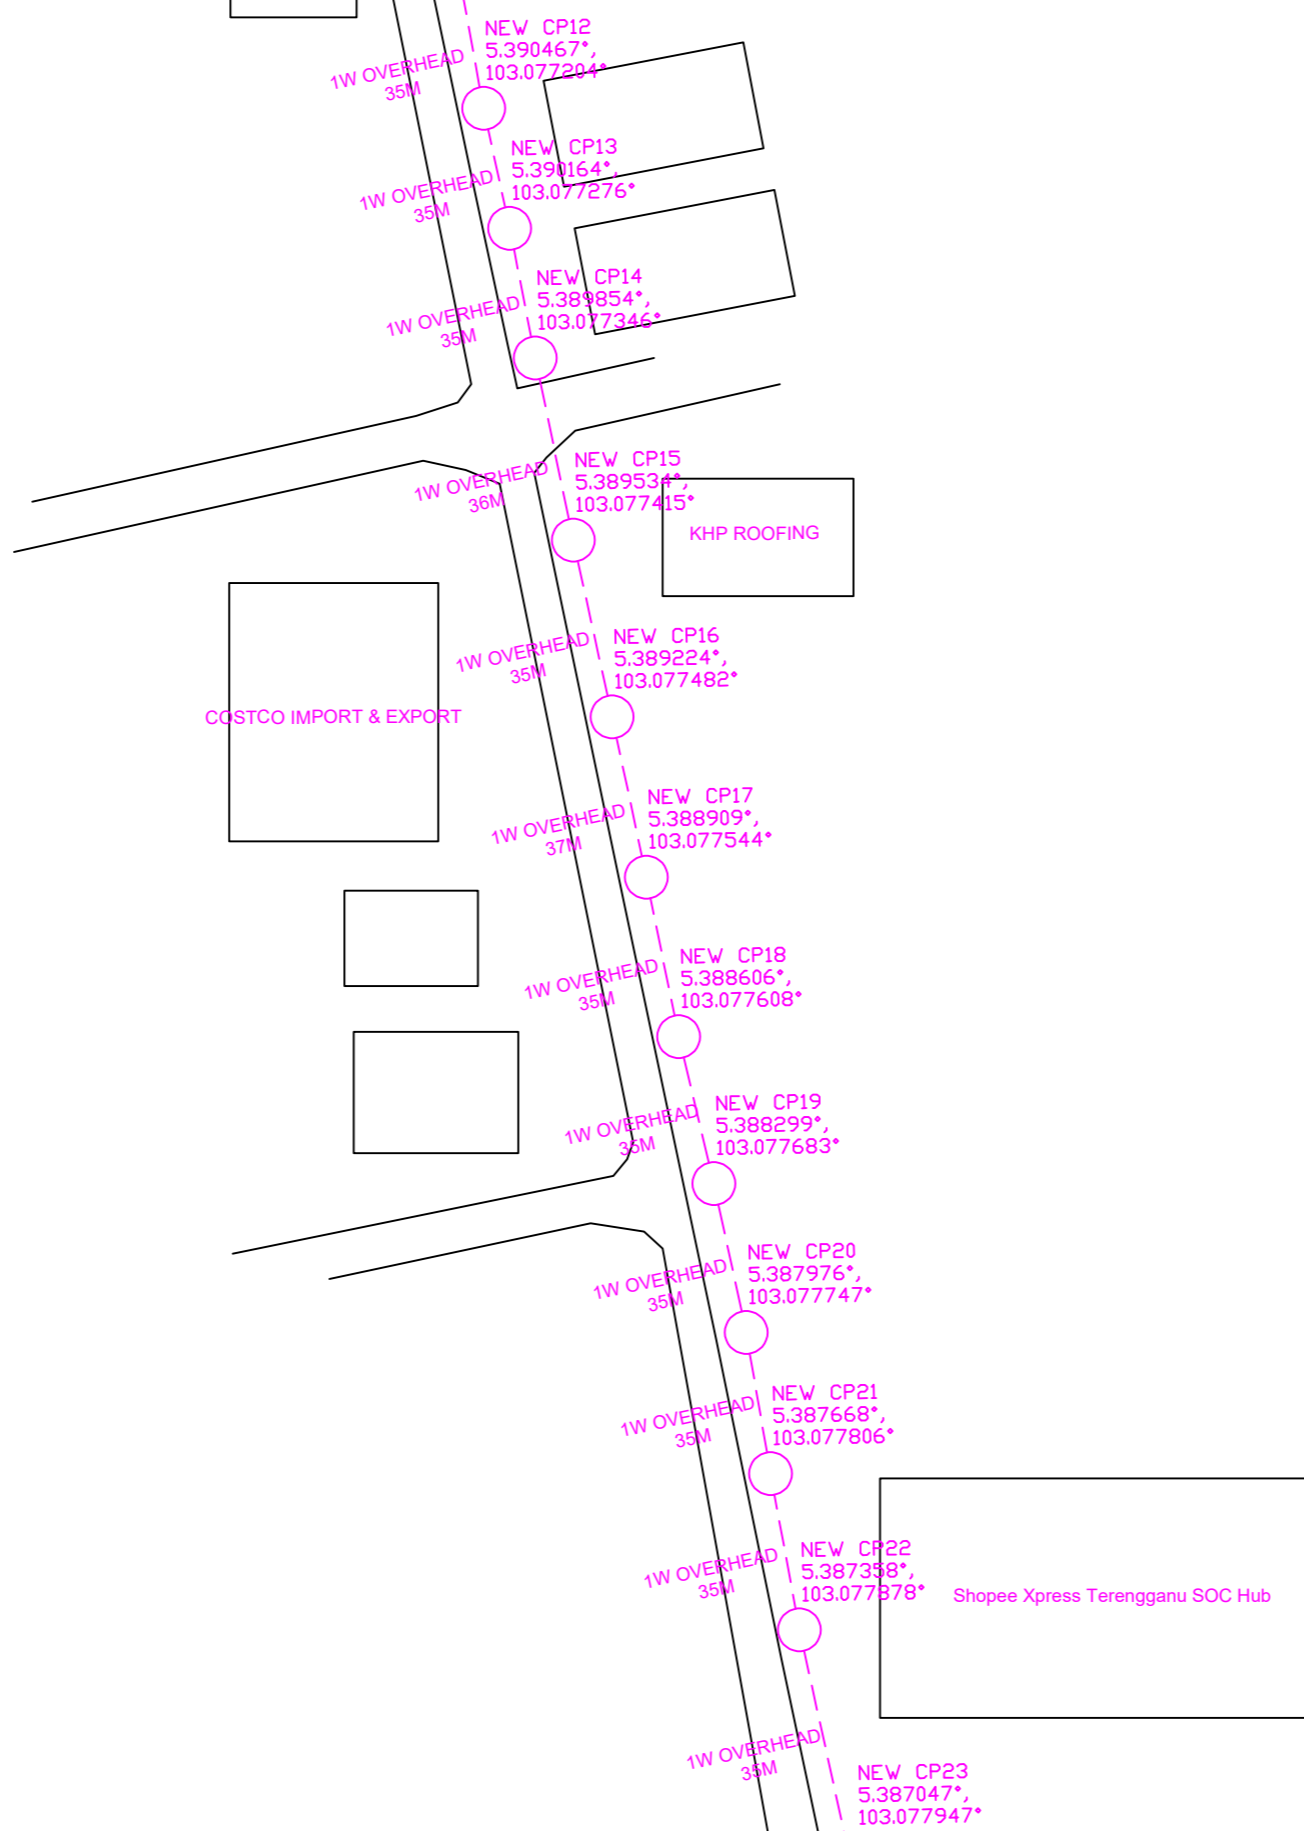 NEW CP12
5.390467°,
103.077204°
1W OVERHEAD
35M
NEW CP13
5.390164°,
103.077276°
1W OVERHEAD
35M
NEW CP14
5.389854°,
103.077346°
1W OVERHEAD
35M
NEW CP15
5.389534°,
103.077415°
1W OVERHEAD
36M
KHP ROOFING
NEW CP16
5.389224°,
103.077482°
1W OVERHEAD
35M
COSTCO IMPORT & EXPORT
NEW CP17
5.388909°,
103.077544°
1W OVERHEAD
37M
NEW CP18
5.388606°,
103.077608°
1W OVERHEAD
35M
NEW CP19
5.388299°,
103.077683°
1W OVERHEAD
35M
NEW CP20
5.387976°,
103.077747°
1W OVERHEAD
35M
NEW CP21
5.387668°,
103.077806°
1W OVERHEAD
35M
NEW CP22
5.387358°,
103.077878°
1W OVERHEAD
35M
Shopee Xpress Terengganu SOC Hub
1W OVERHEAD
35M
NEW CP23
5.387047°,
103.077947°